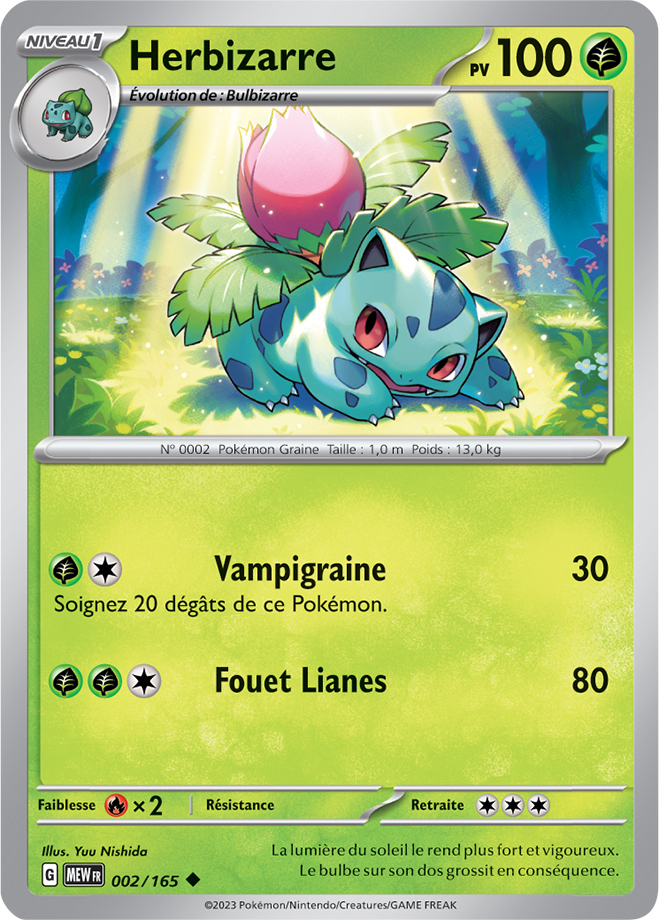 NIVEAU 1
Herbizarre
PV 100
Évolution de : Bulbizarre
N° 0002 Pokémon Graine Taille : 1,0 m Poids : 13,0 kg
Vampigraine 30
Soignez 20 dégâts de ce Pokémon.
Fouet Lianes 80
Faiblesse ×2 Résistance Retraite
Illus. Yuu Nishida
La lumière du soleil le rend plus fort et vigoureux.
Le bulbe sur son dos grossit en conséquence.
G MEW FR 002/165
©2023 Pokémon/Nintendo/Creatures/GAME FREAK